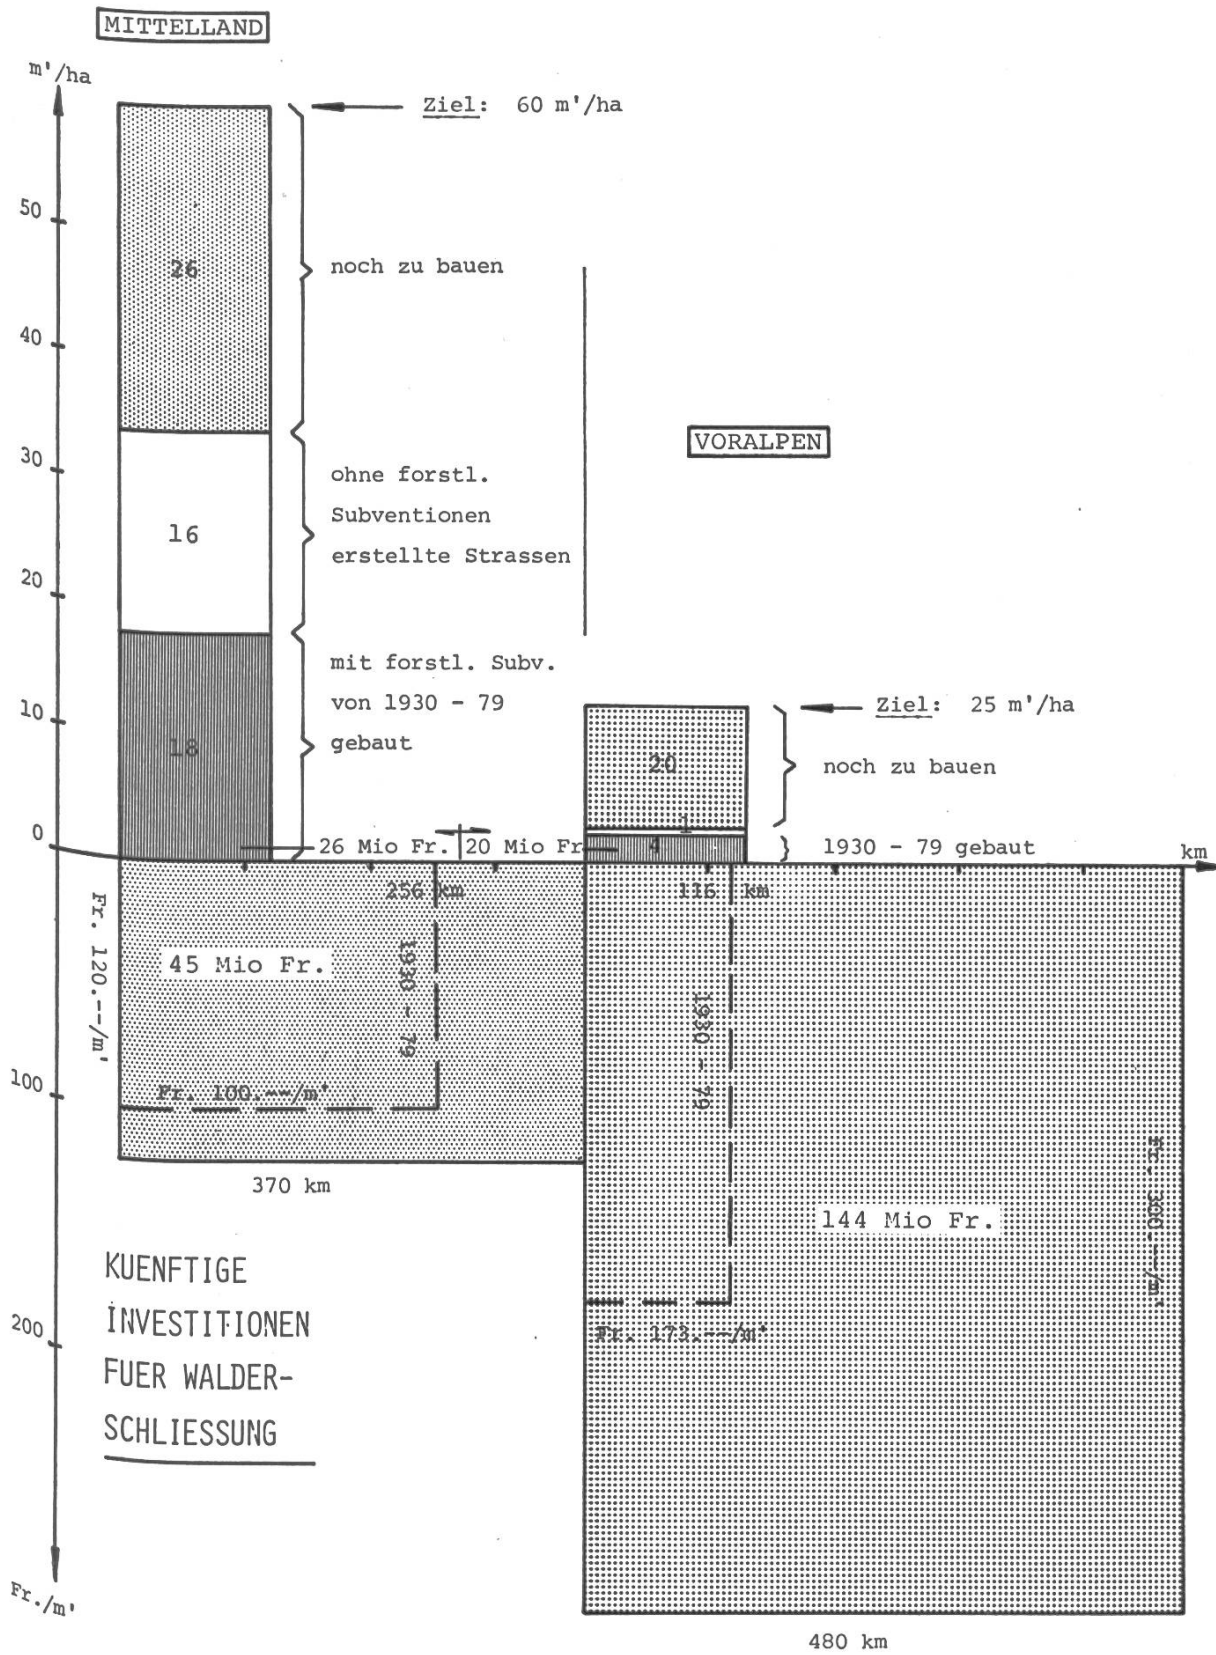 MITTELLAND
m'/ha
Ziel: 60 m'/ha
50
26
noch zu bauen
40
VORALPEN
30
ohne forstl.
Subventionen
erstellte Strassen
16
20
mit forstl. Subv.
von 1930 - 79
gebaut
18
10
Ziel: 25 m'/ha
20
noch zu bauen
1
0
26 Mio Fr.
20 Mio Fr
4
1930 - 79 gebaut
km
256 km
116 km
Fr. 120.--/m'
45 Mio Fr.
1930 - 79
1930 - 79
100
Fr. 100.--/m'
370 km
144 Mio Fr.
Fr. 300.--/m'
KUENFTIGE
INVESTITIONEN
FUER WALDER-
SCHLIESSUNG
200
Fr. 173.--/m'
Fr./m'
480 km